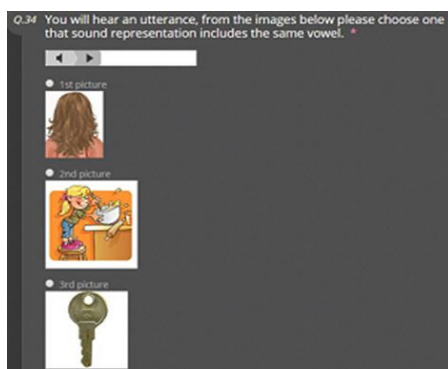 Q.34 You will hear an utterance, from the images below please choose one
that sound representation includes the same vowel. *
1st picture
2nd picture
3rd picture